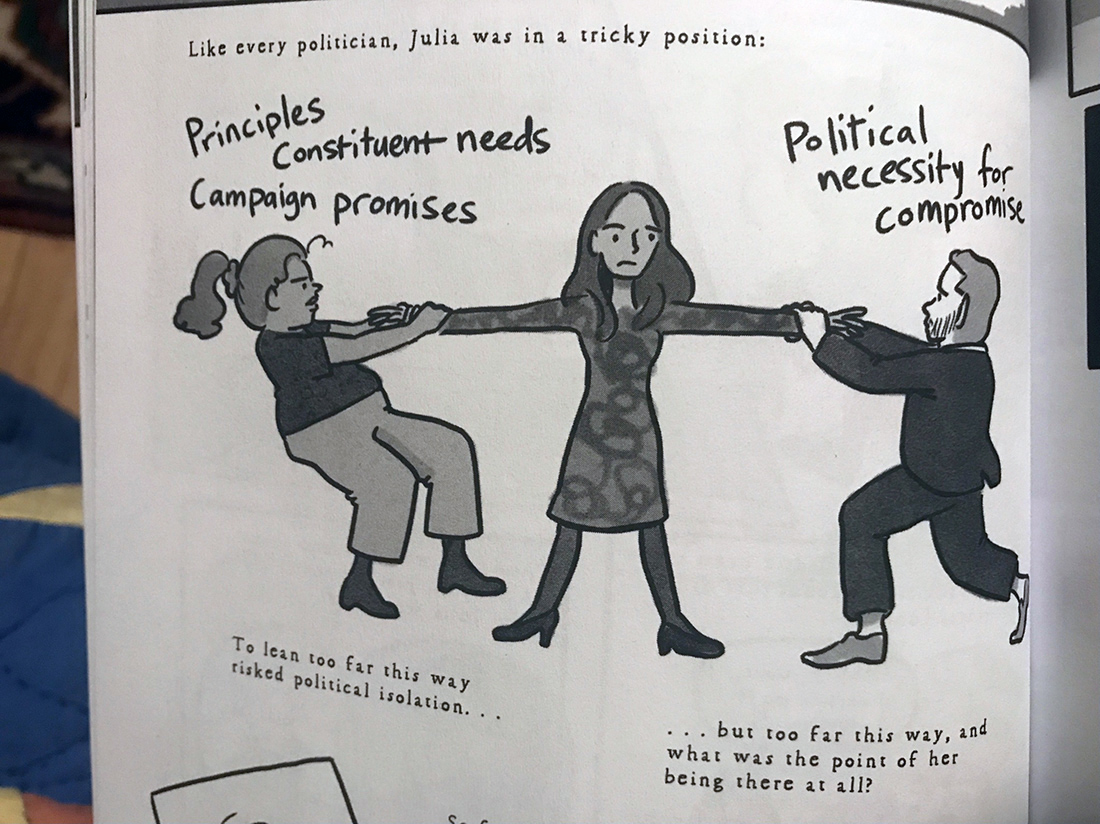 Like every politician, Julia was in a tricky position:
Principles
Constituent needs
Campaign promises
Political
necessity for
compromise
To lean too far this way
risked political isolation. . .
. . . but too far this way, and
what was the point of her
being there at all?